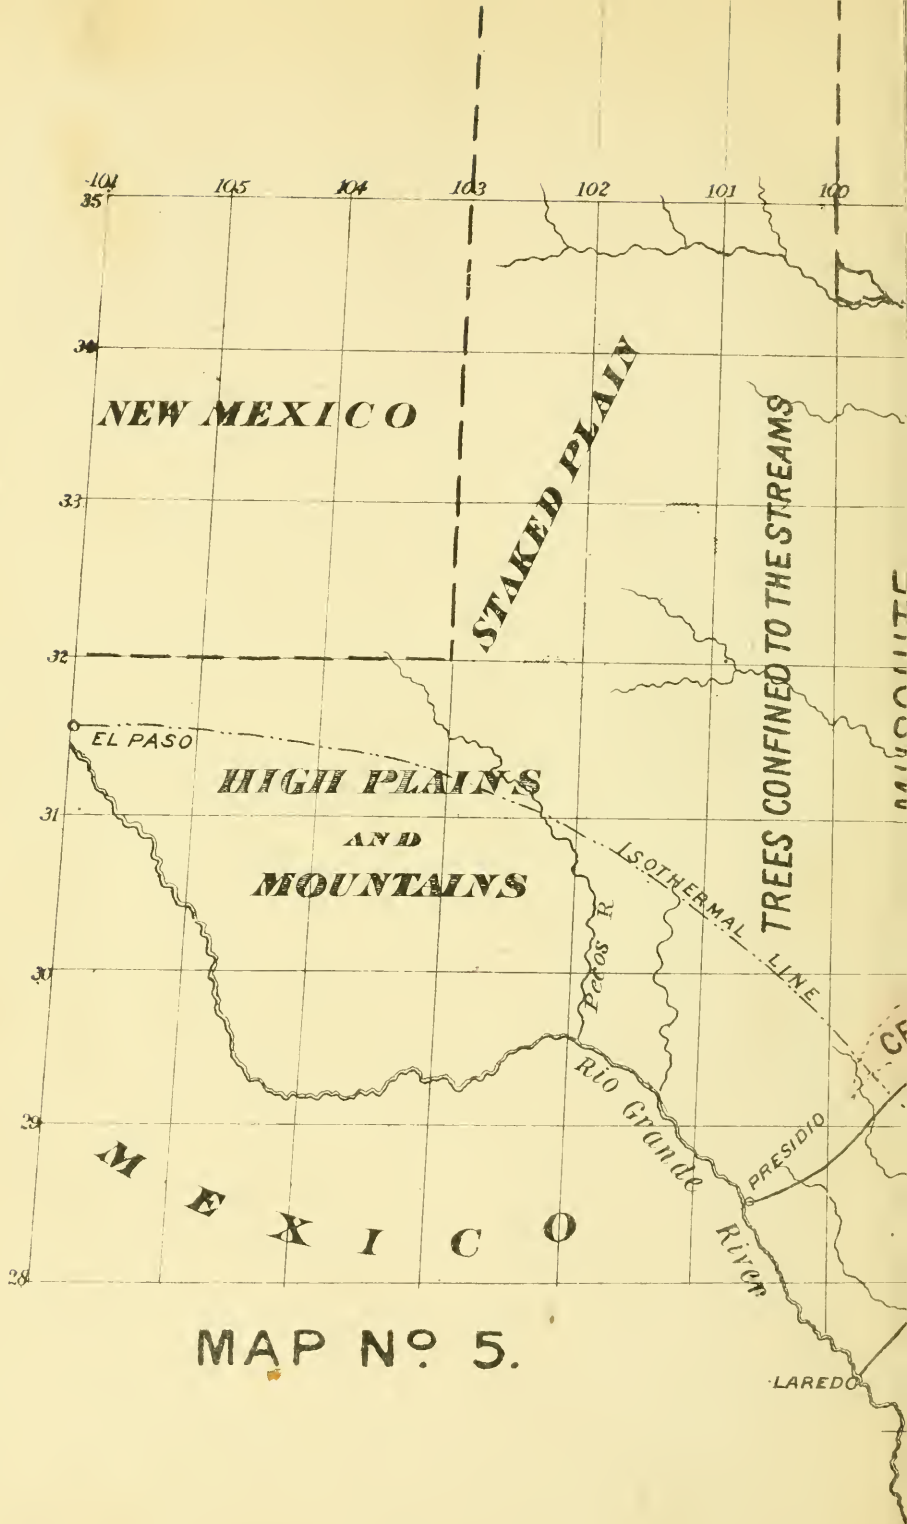 104 105 104 103 102 101 100
35
34
NEW MEXICO
33
STAKED PLAIN
TREES CONFINED TO THE STREAMS
32
EL PASO
HIGH PLAINS
AND
MOUNTAINS
31
ISOTHERMAL LINE
Pecos R
30
Rio Grande River
29
PRESIDIO
MEXICO
28
MAP No. 5.
LAREDO